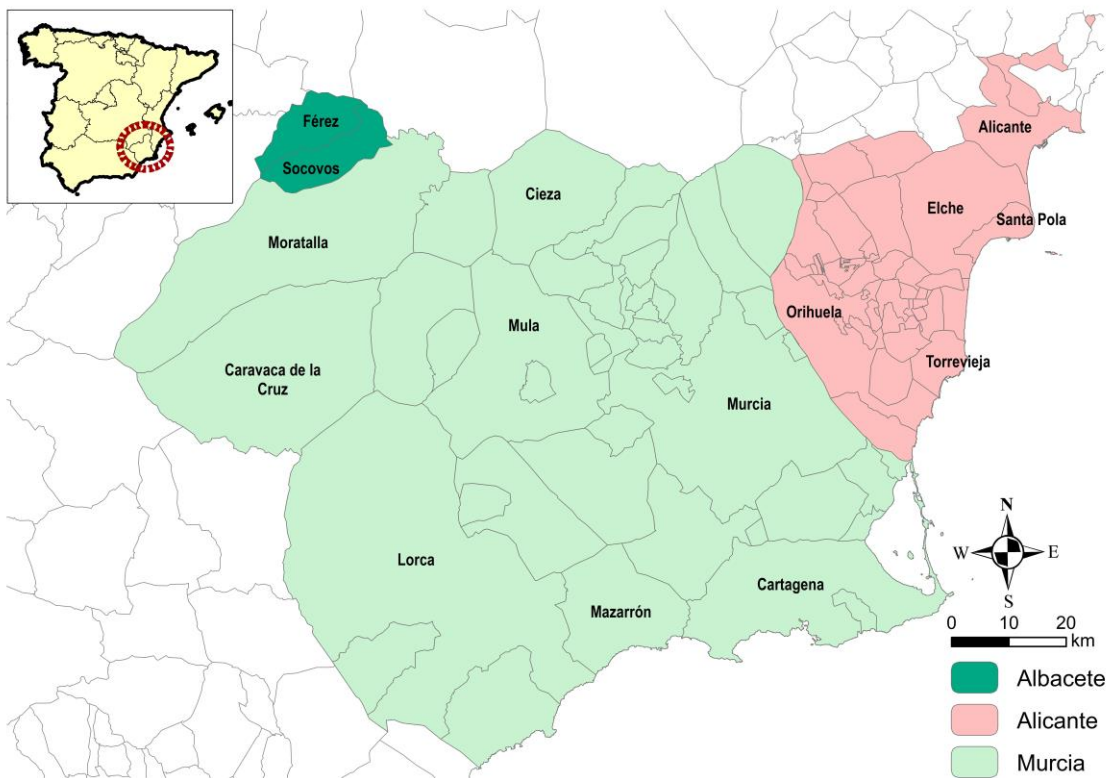 Férez
Socovos
Alicante
Cieza
Elche
Santa Pola
Moratalla
Orihuela
Mula
Caravaca de la
Cruz
Torrevieja
Murcia
N
W
E
S
Lorca
Cartagena
Mazarrón
0 10 20
km
Albacete
Alicante
Murcia